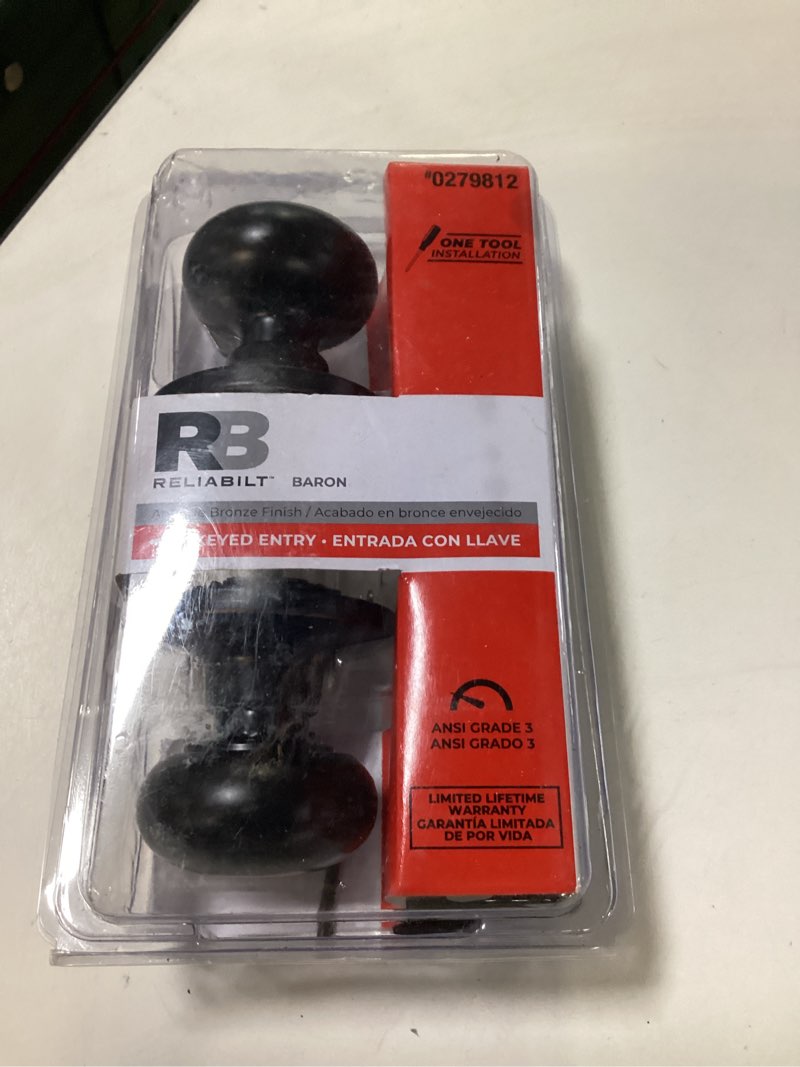 #0279812
ONE TOOL
INSTALLATION
RB
RELIABILT™ BARON
Bronze Finish / Acabado en bronce envejecido
KEYED ENTRY • ENTRADA CON LLAVE
ANSI GRADE 3
ANSI GRADO 3
LIMITED LIFETIME
WARRANTY
GARANTÍA LIMITADA
DE POR VIDA